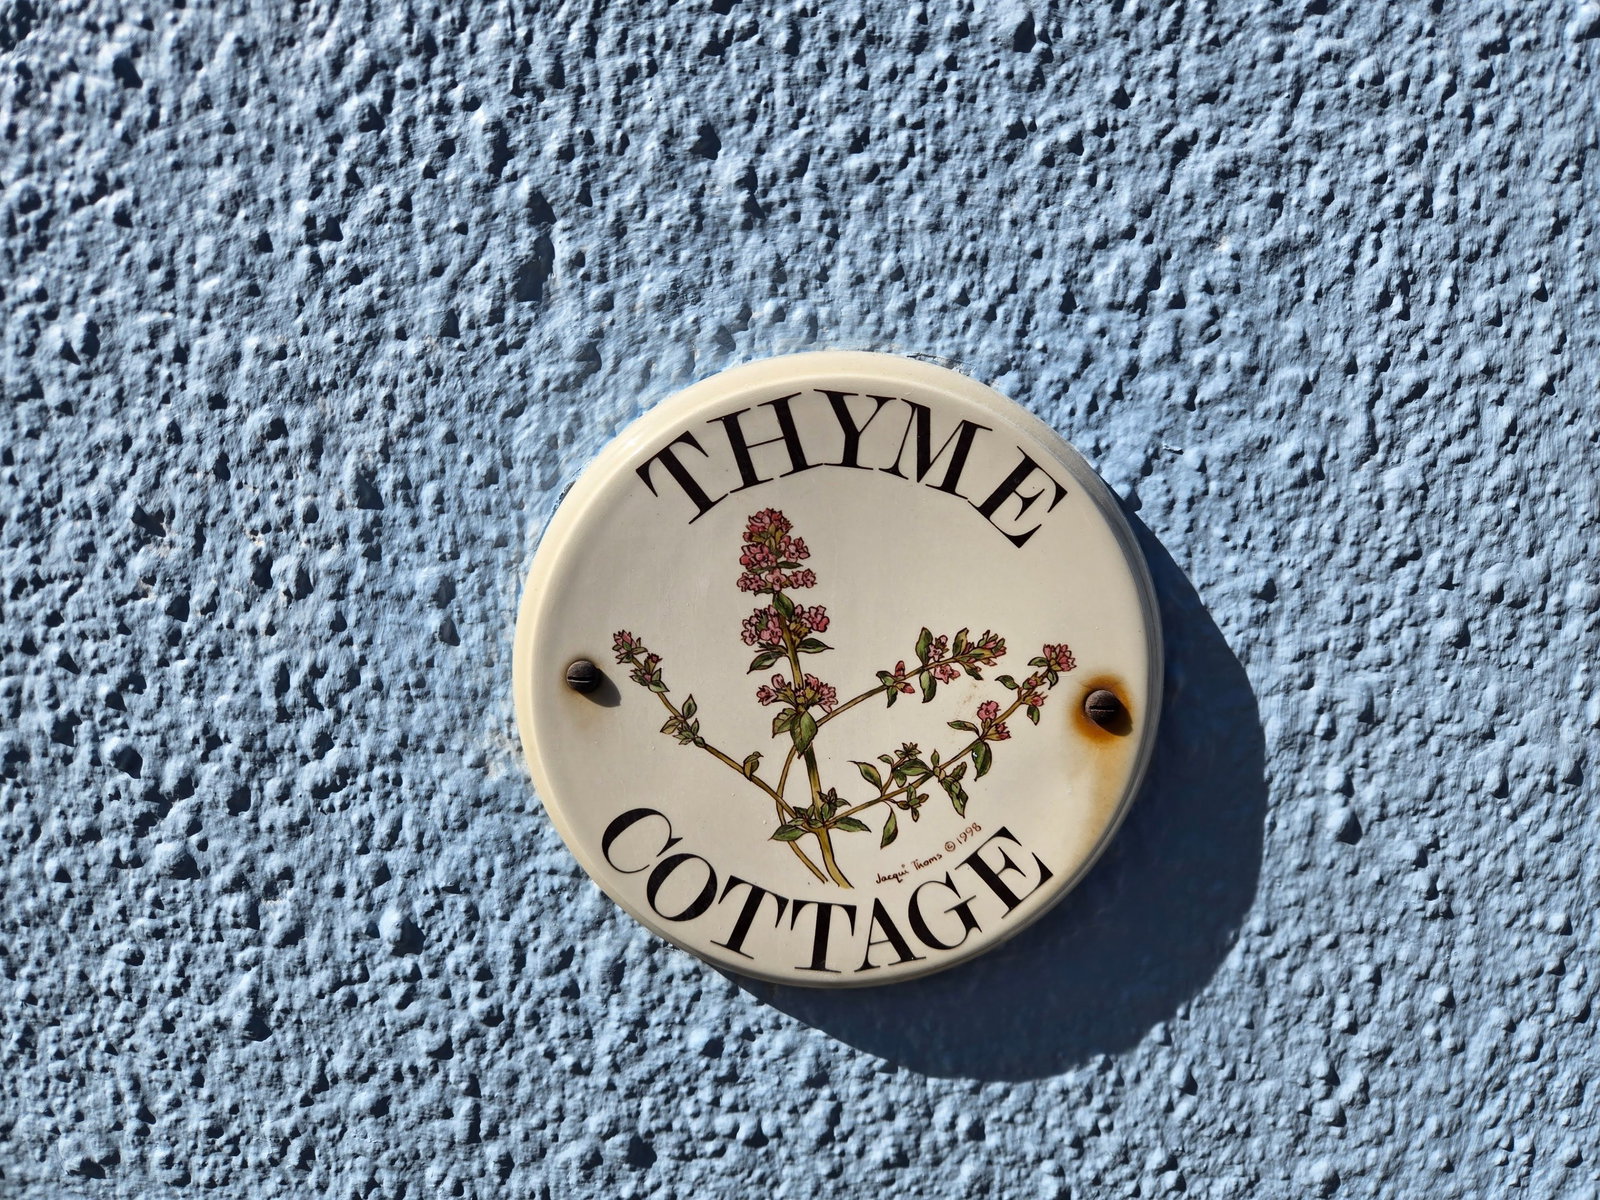 THYME
Jacqui Thoms © 1998
COTTAGE